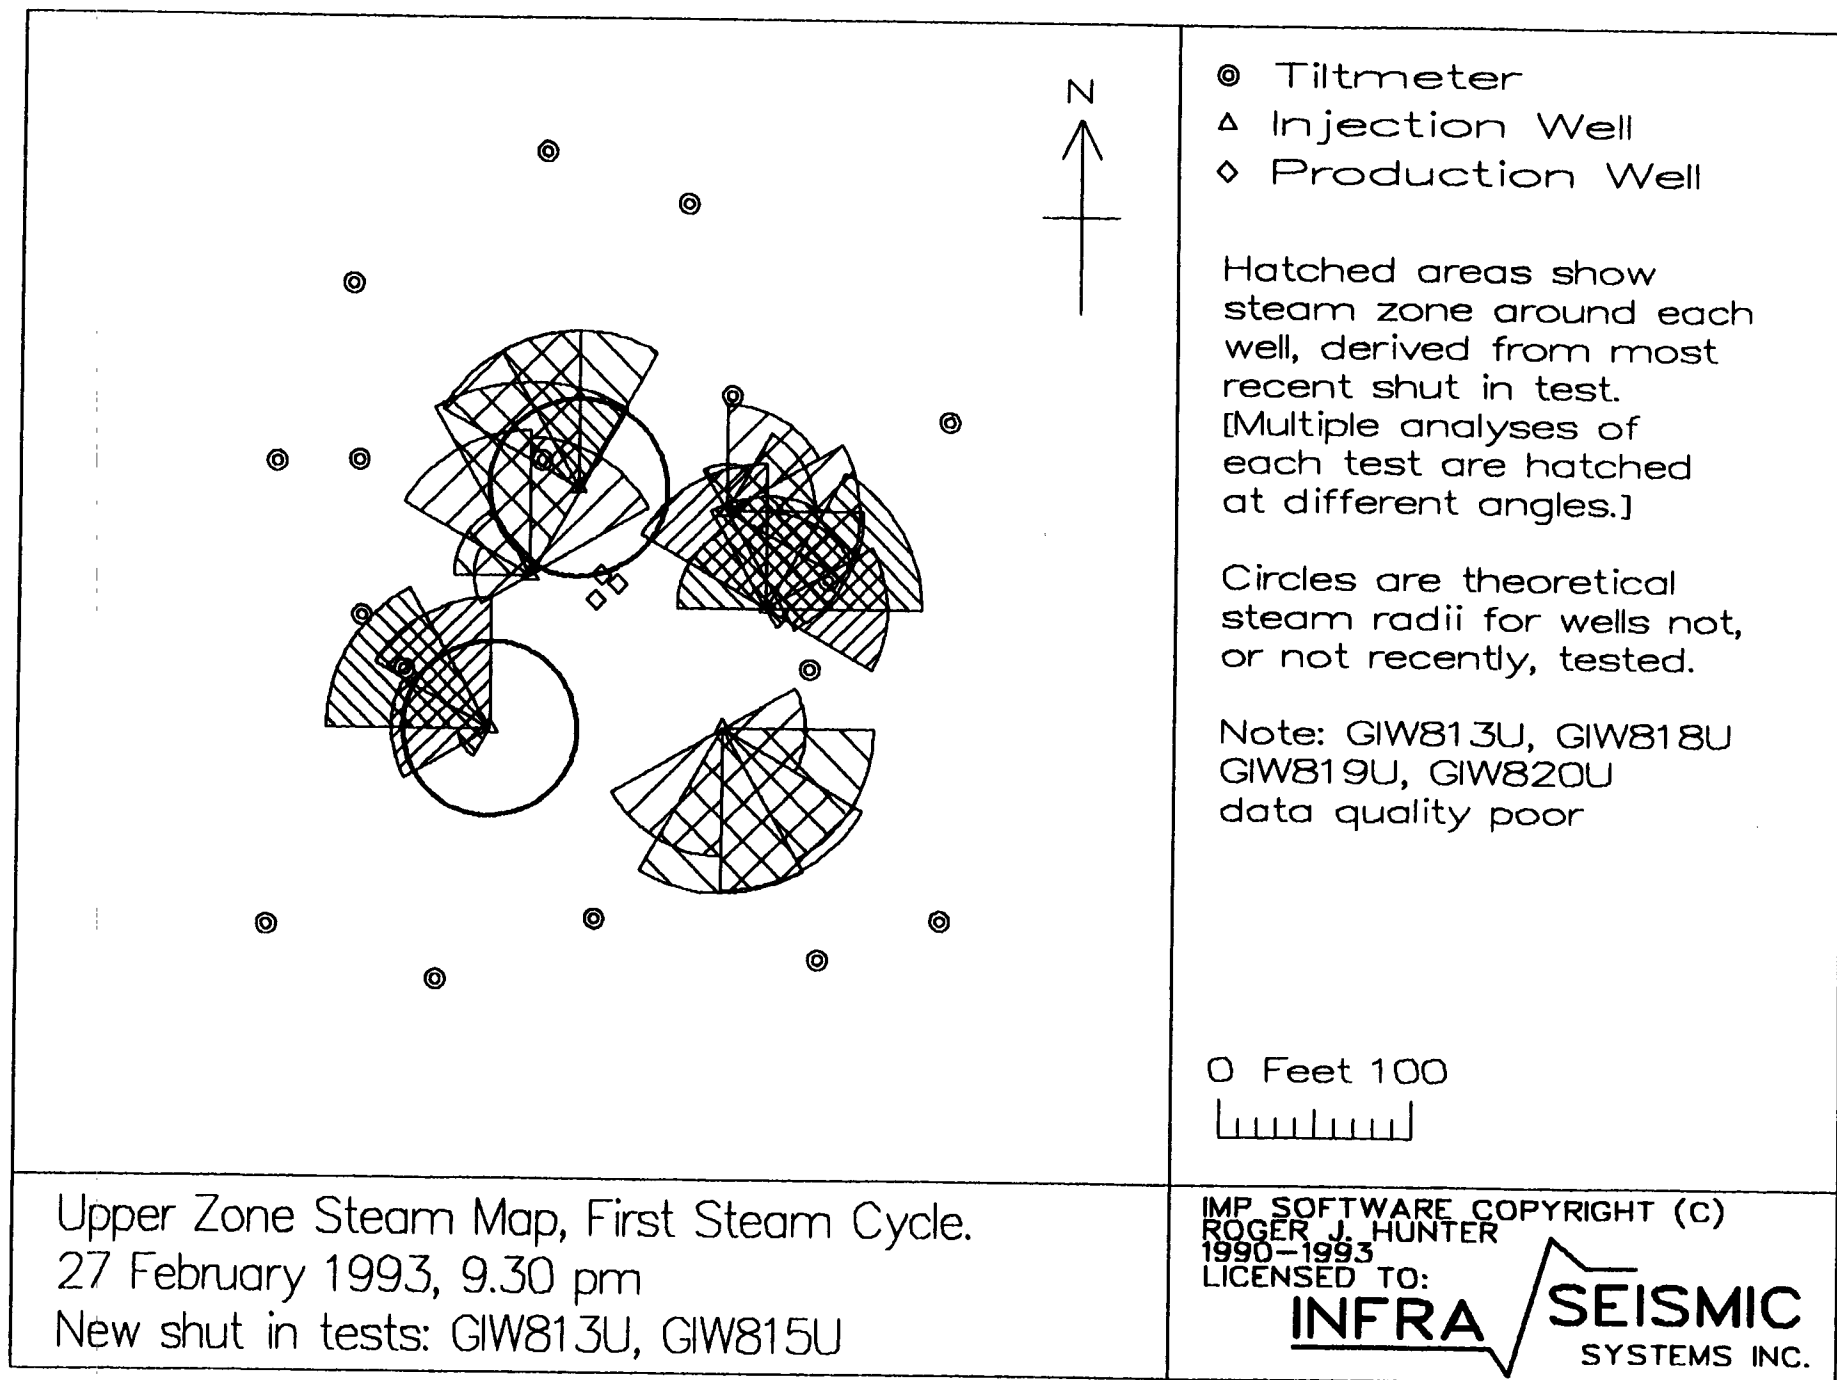 N
Tiltmeter
Injection Well
Production Well
Hatched areas show
steam zone around each
well, derived from most
recent shut in test.
[Multiple analyses of
each test are hatched
at different angles.]
Circles are theoretical
steam radii for wells not,
or not recently, tested.
Note: GIW813U, GIW818U
GIW819U, GIW820U
data quality poor
0 Feet 100
Upper Zone Steam Map, First Steam Cycle.
27 February 1993, 9.30 pm
New shut in tests: GIW813U, GIW815U
IMP SOFTWARE COPYRIGHT (C)
ROGER J. HUNTER
1990-1993
LICENSED TO:
INFRA SEISMIC
SYSTEMS INC.